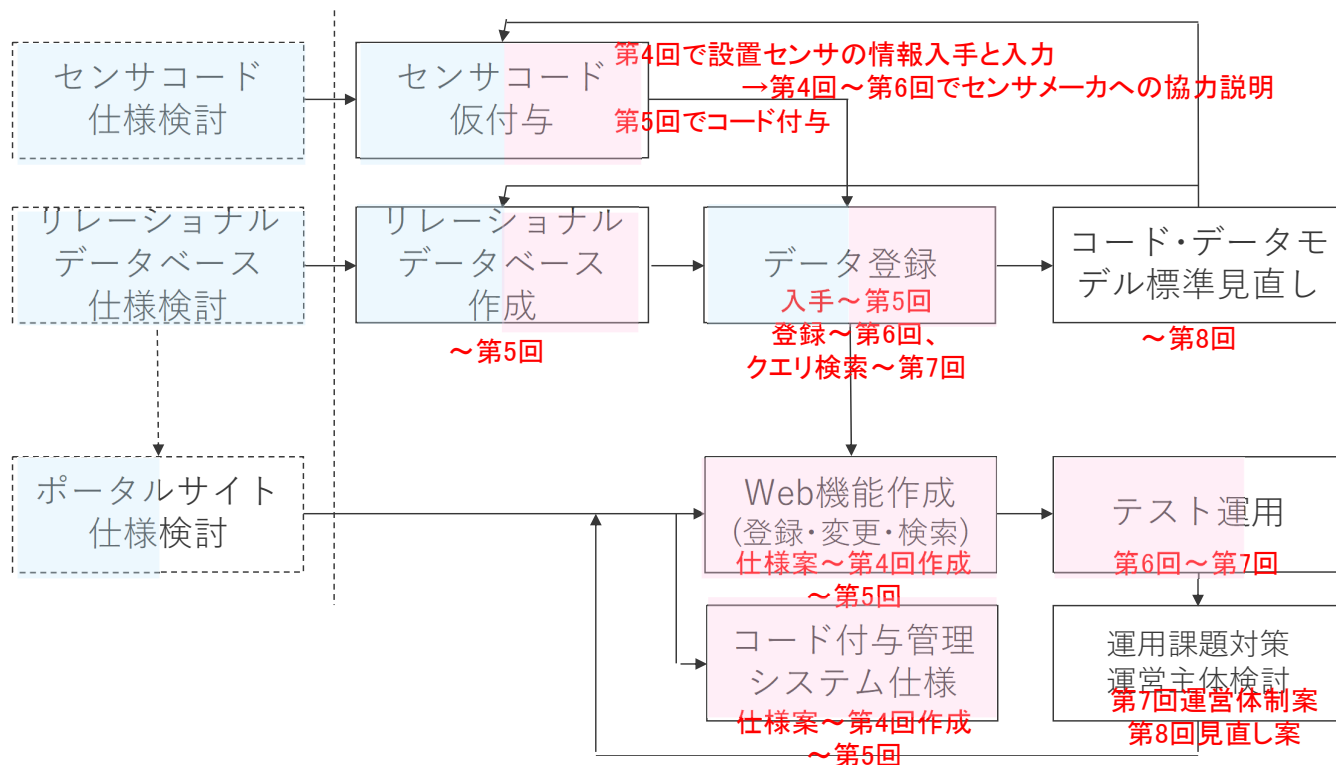 センサコード
仕様検討
センサコード
仮付与
第4回で設置センサの情報入手と入力
→第4回～第6回でセンサメーカへの協力説明
第5回でコード付与
リレーショナル
データベース
仕様検討
リレーショナル
データベース
作成
～第5回
データ登録
入手～第5回
登録～第6回、
クエリ検索～第7回
コード・データモ
デル標準見直し
～第8回
ポータルサイト
仕様検討
Web機能作成
(登録・変更・検索)
仕様案～第4回作成
～第5回
テスト運用
第6回～第7回
コード付与管理
システム仕様
仕様案～第4回作成
～第5回
運用課題対策
運営主体検討
第7回運営体制案
第8回見直し案